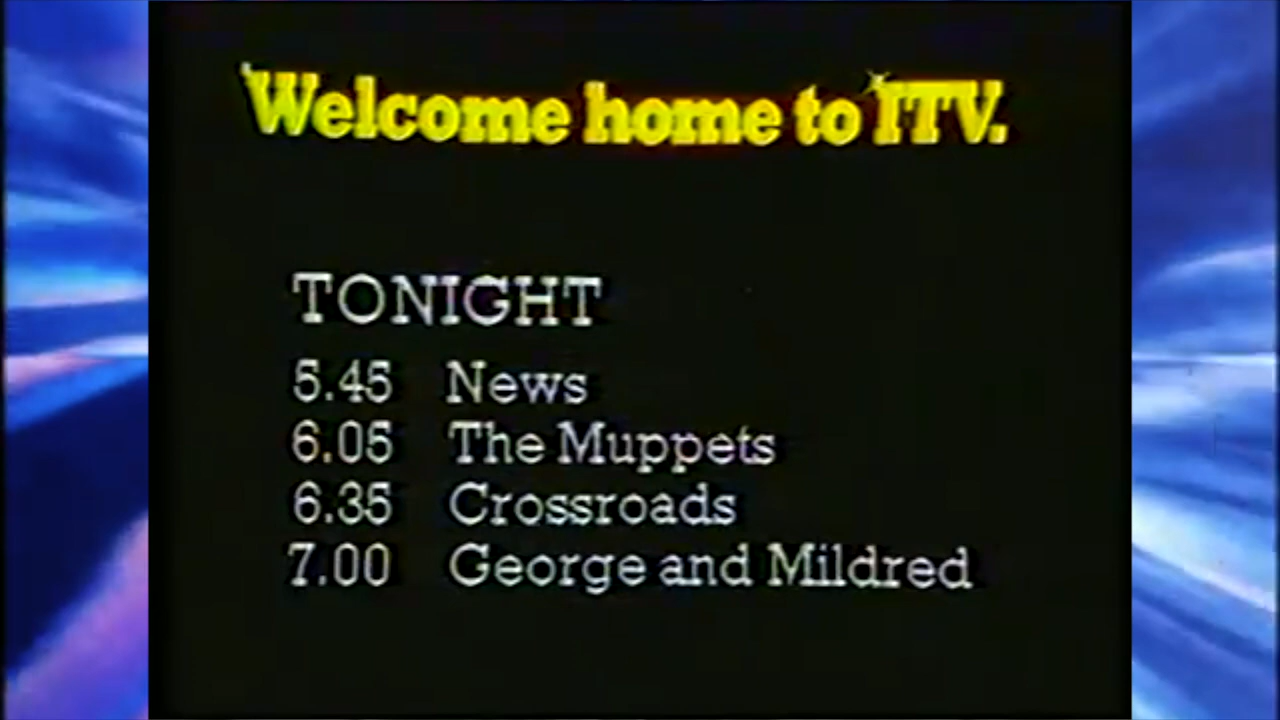 Welcome home to ITV.
TONIGHT
5.45 News
6.05 The Muppets
6.35 Crossroads
7.00 George and Mildred